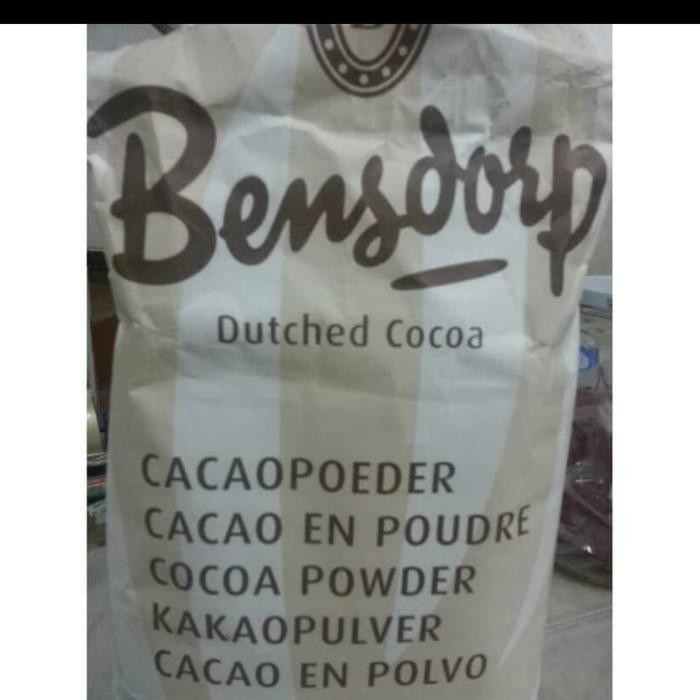 Bensdorp
Dutched Cocoa
CACAOPOEDER
CACAO EN POUDRE
COCOA POWDER
KAKAOPULVER
CACAO EN POLVO